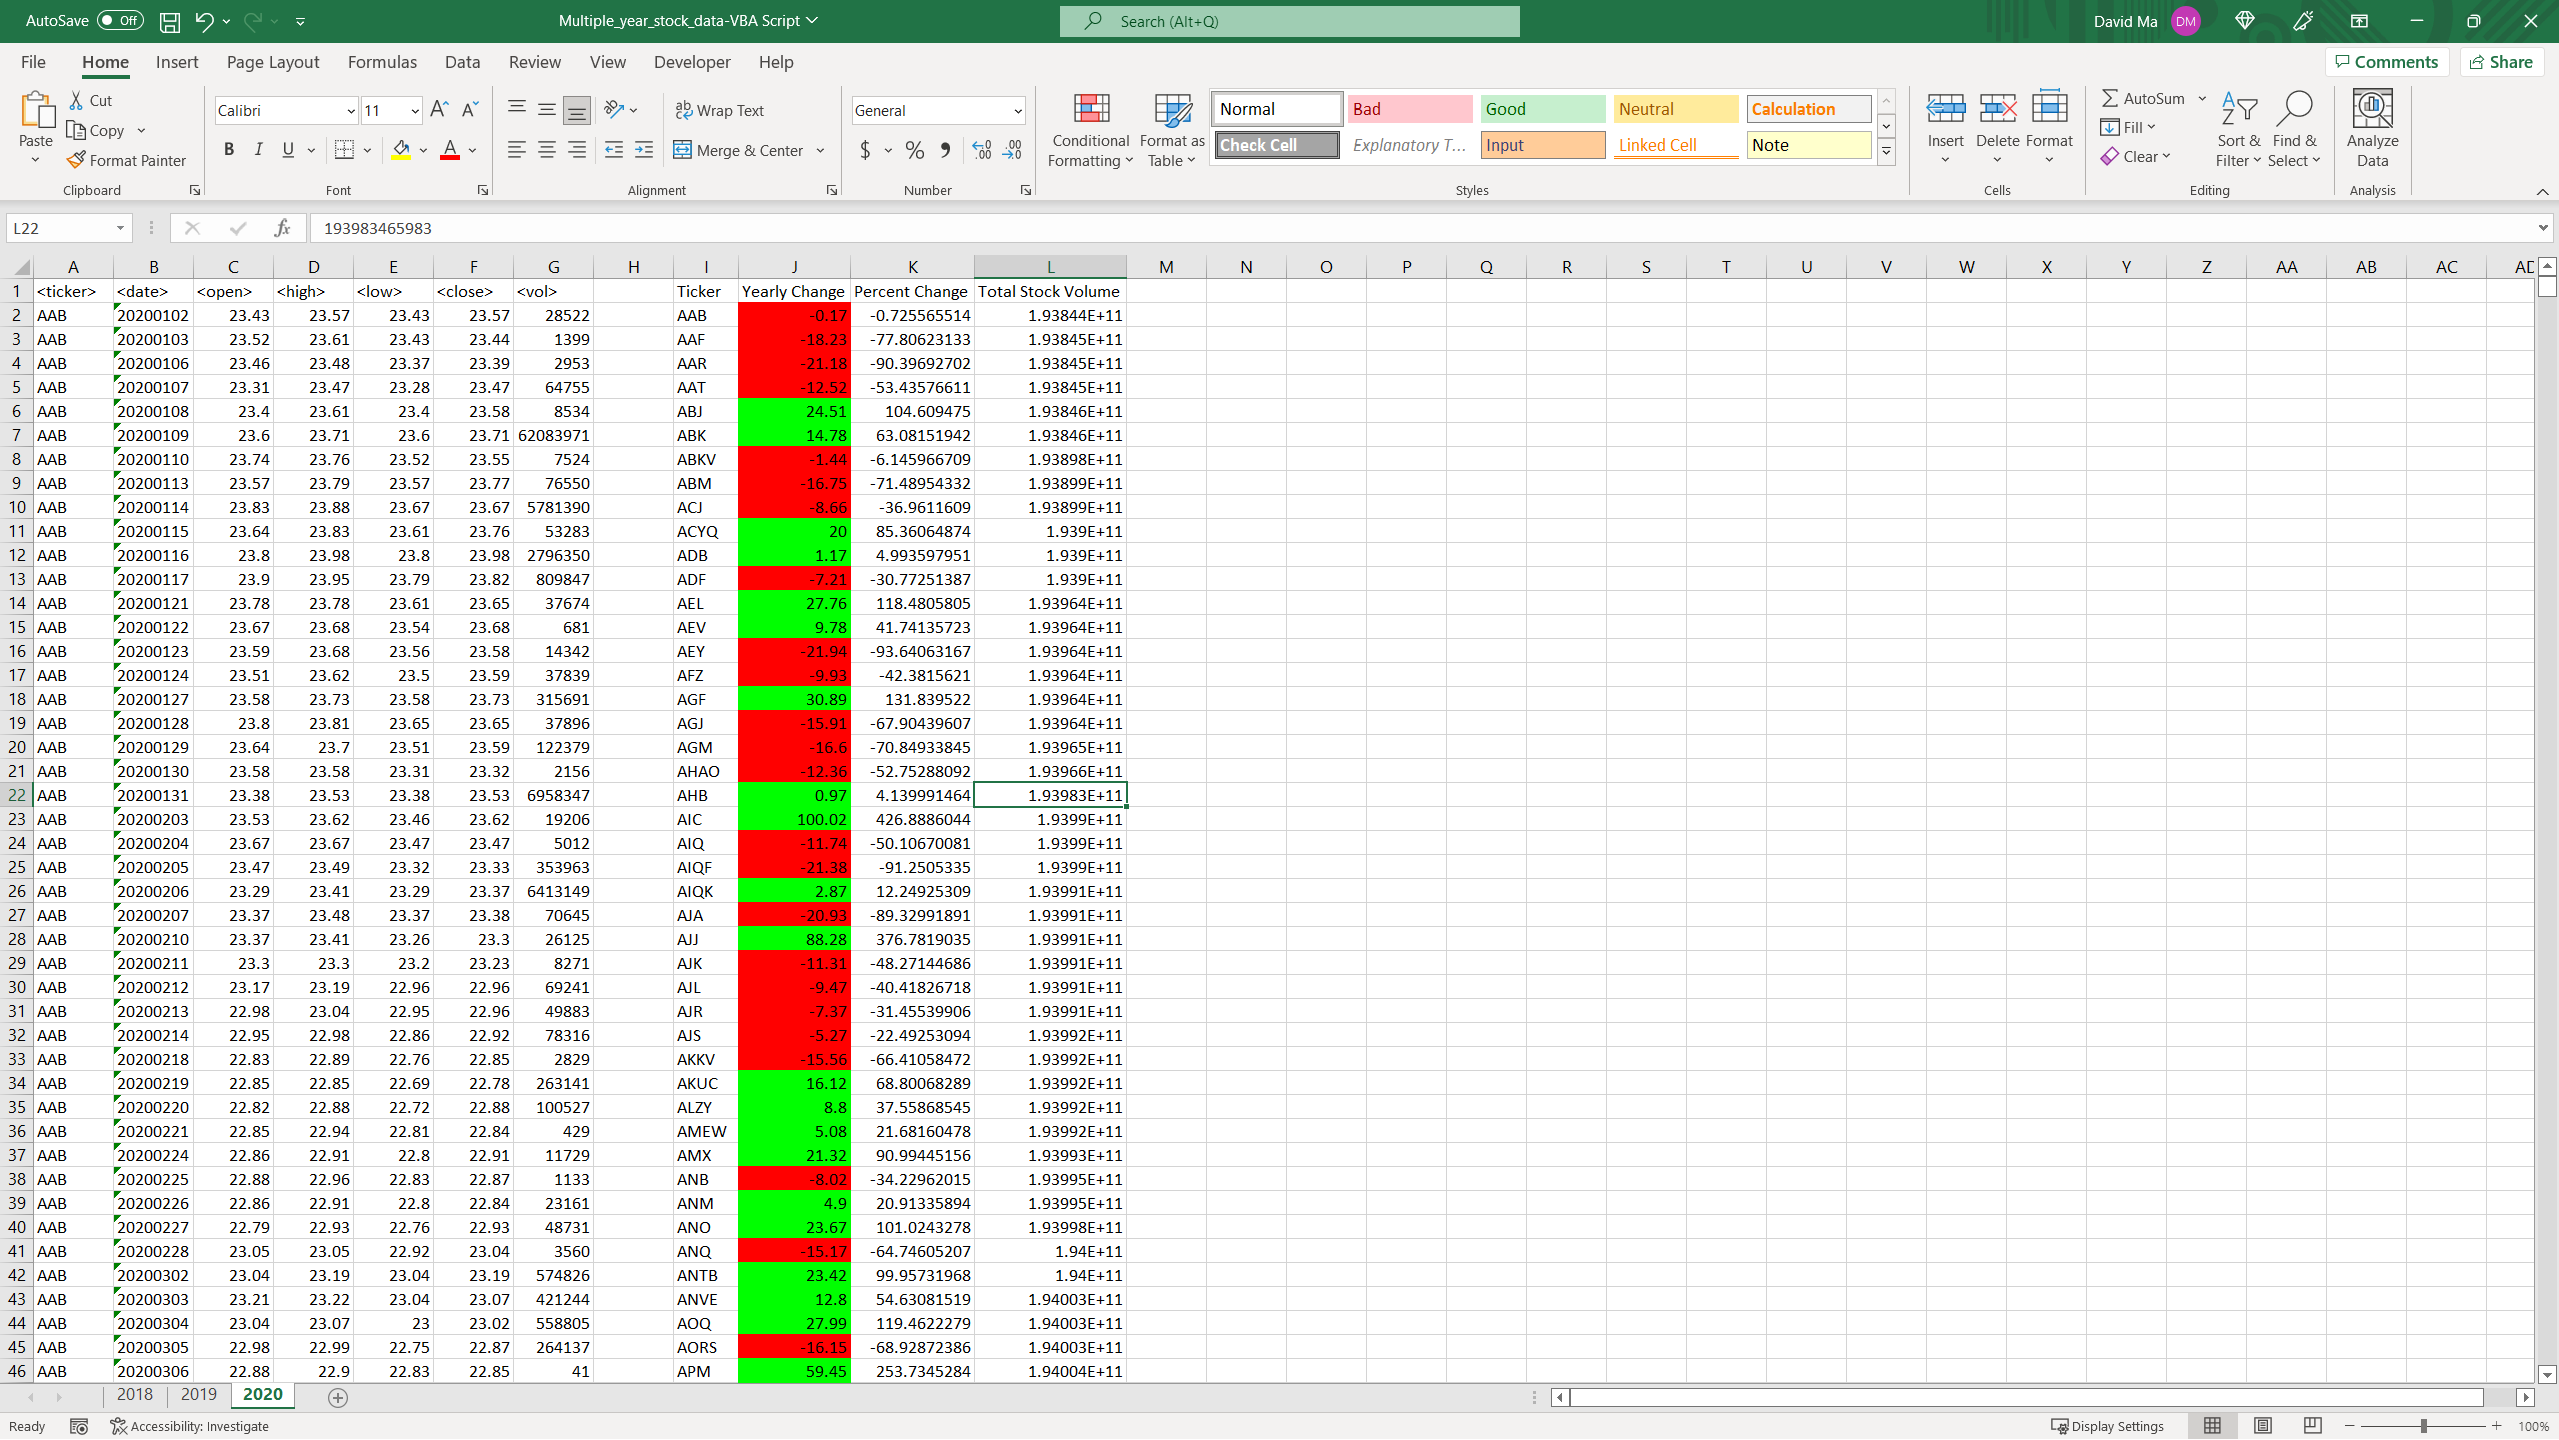 AutoSave Off Multiple_year_stock_data-VBA Script Search (Alt+Q) David Ma DM
File Home Insert Page Layout Formulas Data Review View Developer Help Comments Share
Paste Cut Copy Format Painter Clipboard
Calibri 11 B I U A Font
Wrap Text Merge & Center Alignment
General $ % Number
Conditional Formatting Format as Table
Normal Bad Good Neutral Calculation
Check Cell Explanatory T... Input Linked Cell Note
Styles
Insert Delete Format Cells
AutoSum Fill Clear Sort & Filter Find & Select Editing
Analyze Data Analysis
L22 fx 193983465983
A B C D E F G H I J K L M N O P Q R S T U V W X Y Z AA AB AC AD
1 <ticker> <date> <open> <high> <low> <close> <vol> Ticker Yearly Change Percent Change Total Stock Volume
2 AAB 20200102 23.43 23.57 23.43 23.57 28522 AAB -0.17 -0.725565514 1.93844E+11
3 AAB 20200103 23.52 23.61 23.43 23.44 1399 AAF -18.23 -77.80623133 1.93845E+11
4 AAB 20200106 23.46 23.48 23.37 23.39 2953 AAR -21.18 -90.39692702 1.93845E+11
5 AAB 20200107 23.31 23.47 23.28 23.47 64755 AAT -12.52 -53.43576611 1.93845E+11
6 AAB 20200108 23.4 23.61 23.4 23.58 8534 ABJ 24.51 104.609475 1.93846E+11
7 AAB 20200109 23.6 23.71 23.6 23.71 62083971 ABK 14.78 63.08151942 1.93846E+11
8 AAB 20200110 23.74 23.76 23.52 23.55 7524 ABKV -1.44 -6.145966709 1.93898E+11
9 AAB 20200113 23.57 23.79 23.57 23.77 76550 ABM -16.75 -71.48954332 1.93899E+11
10 AAB 20200114 23.83 23.88 23.67 23.67 5781390 ACJ -8.66 -36.9611609 1.93899E+11
11 AAB 20200115 23.64 23.83 23.61 23.76 53283 ACYQ 20 85.36064874 1.939E+11
12 AAB 20200116 23.8 23.98 23.8 23.98 2796350 ADB 1.17 4.993597951 1.939E+11
13 AAB 20200117 23.9 23.95 23.79 23.82 809847 ADF -7.21 -30.77251387 1.939E+11
14 AAB 20200121 23.78 23.78 23.61 23.65 37674 AEL 27.76 118.4805805 1.93964E+11
15 AAB 20200122 23.67 23.68 23.54 23.68 681 AEV 9.78 41.74135723 1.93964E+11
16 AAB 20200123 23.59 23.68 23.56 23.58 14342 AEY -21.94 -93.64063167 1.93964E+11
17 AAB 20200124 23.51 23.62 23.5 23.59 37839 AFZ -9.93 -42.3815621 1.93964E+11
18 AAB 20200127 23.58 23.73 23.58 23.73 315691 AGF 30.89 131.839522 1.93964E+11
19 AAB 20200128 23.8 23.81 23.65 23.65 37896 AGJ -15.91 -67.90439607 1.93964E+11
20 AAB 20200129 23.64 23.7 23.51 23.59 122379 AGM -16.6 -70.84933845 1.93965E+11
21 AAB 20200130 23.58 23.58 23.31 23.32 2156 AHAO -12.36 -52.75288092 1.93966E+11
22 AAB 20200131 23.38 23.53 23.38 23.53 6958347 AHB 0.97 4.139991464 1.93983E+11
23 AAB 20200203 23.53 23.62 23.46 23.62 19206 AIC 100.02 426.8886044 1.9399E+11
24 AAB 20200204 23.67 23.67 23.47 23.47 5012 AIQ -11.74 -50.10670081 1.9399E+11
25 AAB 20200205 23.47 23.49 23.32 23.33 353963 AIQF -21.38 -91.2505335 1.9399E+11
26 AAB 20200206 23.29 23.41 23.29 23.37 6413149 AIQK 2.87 12.24925309 1.93991E+11
27 AAB 20200207 23.37 23.48 23.37 23.38 70645 AJA -20.93 -89.32991891 1.93991E+11
28 AAB 20200210 23.37 23.41 23.26 23.3 26125 AJJ 88.28 376.7819035 1.93991E+11
29 AAB 20200211 23.3 23.3 23.2 23.23 8271 AJK -11.31 -48.27144686 1.93991E+11
30 AAB 20200212 23.17 23.19 22.96 22.96 69241 AJL -9.47 -40.41826718 1.93991E+11
31 AAB 20200213 22.98 23.04 22.95 22.96 49883 AJR -7.37 -31.45539906 1.93991E+11
32 AAB 20200214 22.95 22.98 22.86 22.92 78316 AJS -5.27 -22.49253094 1.93992E+11
33 AAB 20200218 22.83 22.89 22.76 22.85 2829 AKKV -15.56 -66.41058472 1.93992E+11
34 AAB 20200219 22.85 22.85 22.69 22.78 263141 AKUC 16.12 68.80068289 1.93992E+11
35 AAB 20200220 22.82 22.88 22.72 22.88 100527 ALZY 8.8 37.55868545 1.93992E+11
36 AAB 20200221 22.85 22.94 22.81 22.84 429 AMEW 5.08 21.68160478 1.93992E+11
37 AAB 20200224 22.86 22.91 22.8 22.91 11729 AMX 21.32 90.99445156 1.93993E+11
38 AAB 20200225 22.88 22.96 22.83 22.87 1133 ANB -8.02 -34.22962015 1.93995E+11
39 AAB 20200226 22.86 22.91 22.8 22.84 23161 ANM 4.9 20.91335894 1.93995E+11
40 AAB 20200227 22.79 22.93 22.76 22.93 48731 ANO 23.67 101.0243278 1.93998E+11
41 AAB 20200228 23.05 23.05 22.92 23.04 3560 ANQ -15.17 -64.74605207 1.94E+11
42 AAB 20200302 23.04 23.19 23.04 23.19 574826 ANTB 23.42 99.95731968 1.94E+11
43 AAB 20200303 23.21 23.22 23.04 23.07 421244 ANVE 12.8 54.63081519 1.94003E+11
44 AAB 20200304 23.04 23.07 23 23.02 558805 AOQ 27.99 119.4622279 1.94003E+11
45 AAB 20200305 22.98 22.99 22.75 22.87 264137 AORS -16.15 -68.92872386 1.94003E+11
46 AAB 20200306 22.88 22.9 22.83 22.85 41 APM 59.45 253.7345284 1.94004E+11
2018 2019 2020
Ready Accessibility: Investigate Display Settings 100%